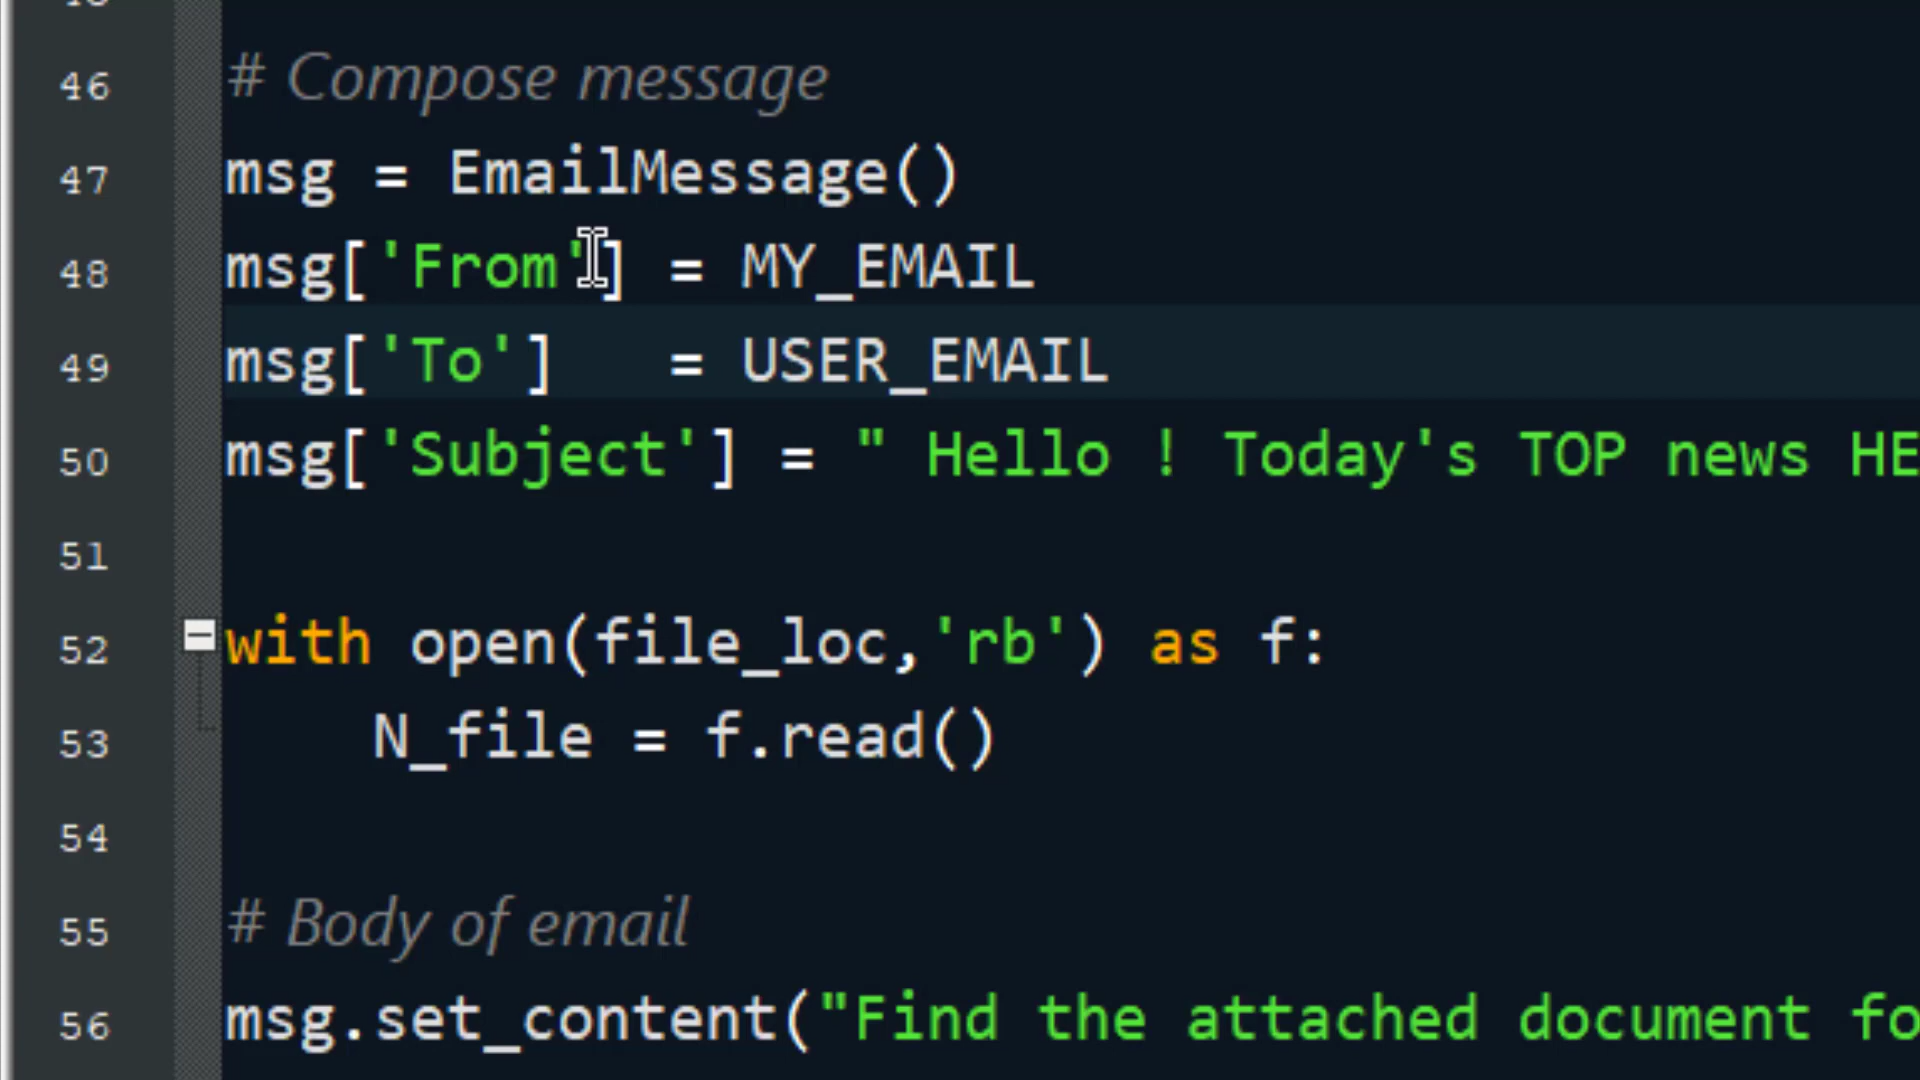 46 # Compose message
47 msg = EmailMessage()
48 msg['From'] = MY_EMAIL
49 msg['To']   = USER_EMAIL
50 msg['Subject'] = " Hello ! Today's TOP news
51
52 with open(file_loc,'rb') as f:
53     N_file = f.read()
54
55 # Body of email
56 msg.set_content("Find the attached document